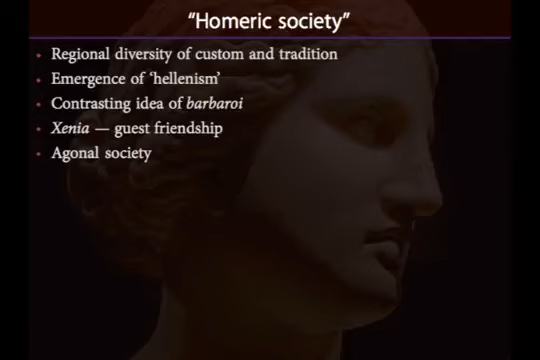 “Homeric society”
• Regional diversity of custom and tradition
• Emergence of ‘hellenism’
• Contrasting idea of barbaroi
• Xenia — guest friendship
• Agonal society